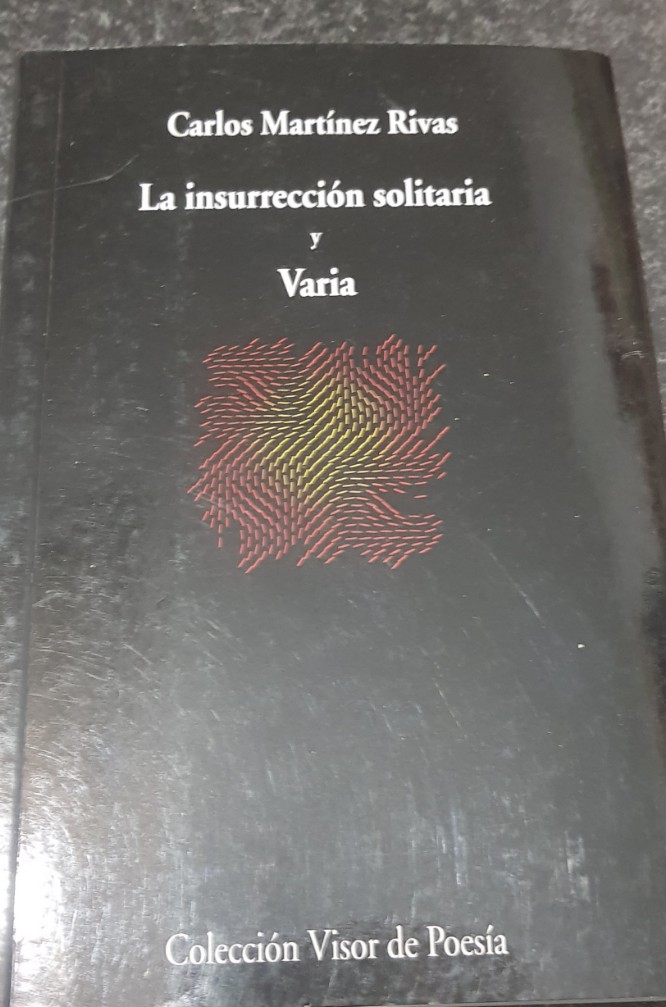 Carlos Martínez Rivas
La insurrección solitaria
y
Varia
Colección Visor de Poesía